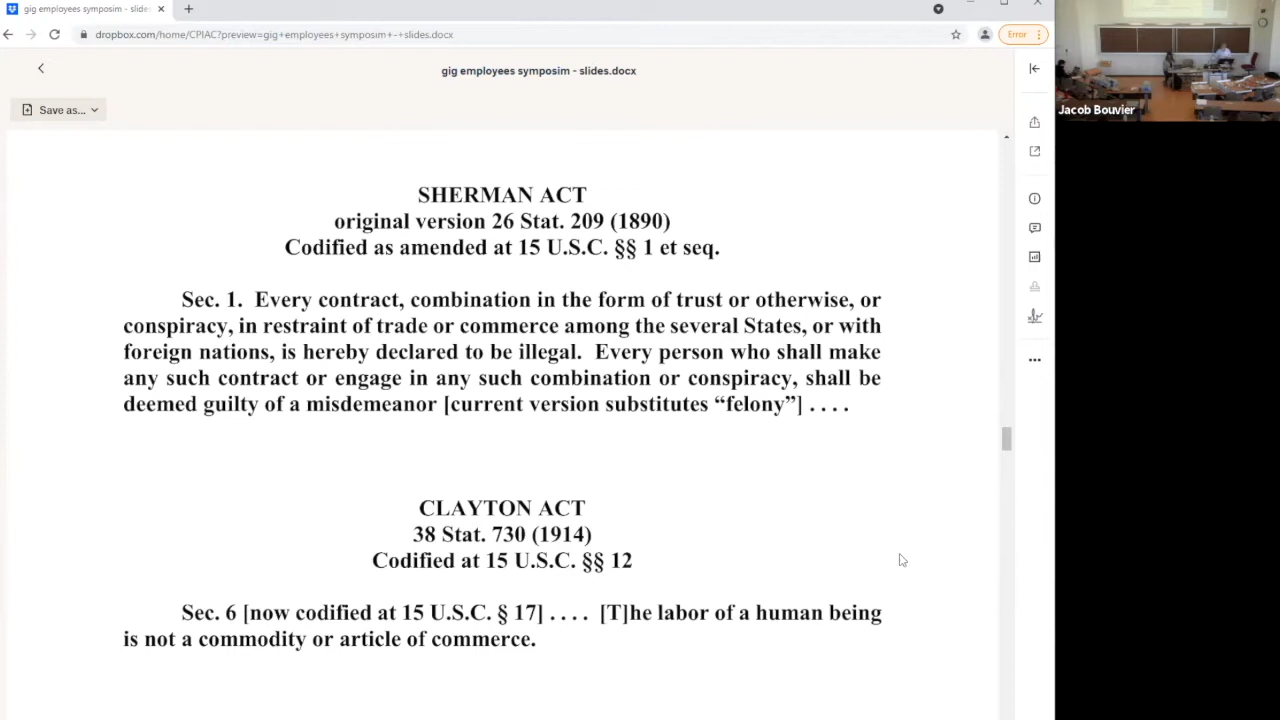 gig employees symposim - slide
dropbox.com/home/CPIAC?preview=gig+employees+symposim+-+slides.docx
Error
gig employees symposim - slides.docx
Save as...
Jacob Bouvier
SHERMAN ACT
original version 26 Stat. 209 (1890)
Codified as amended at 15 U.S.C. §§ 1 et seq.
Sec. 1. Every contract, combination in the form of trust or otherwise, or
conspiracy, in restraint of trade or commerce among the several States, or with
foreign nations, is hereby declared to be illegal. Every person who shall make
any such contract or engage in any such combination or conspiracy, shall be
deemed guilty of a misdemeanor [current version substitutes “felony”] . . . .
CLAYTON ACT
38 Stat. 730 (1914)
Codified at 15 U.S.C. §§ 12
Sec. 6 [now codified at 15 U.S.C. § 17] . . . . [T]he labor of a human being
is not a commodity or article of commerce.